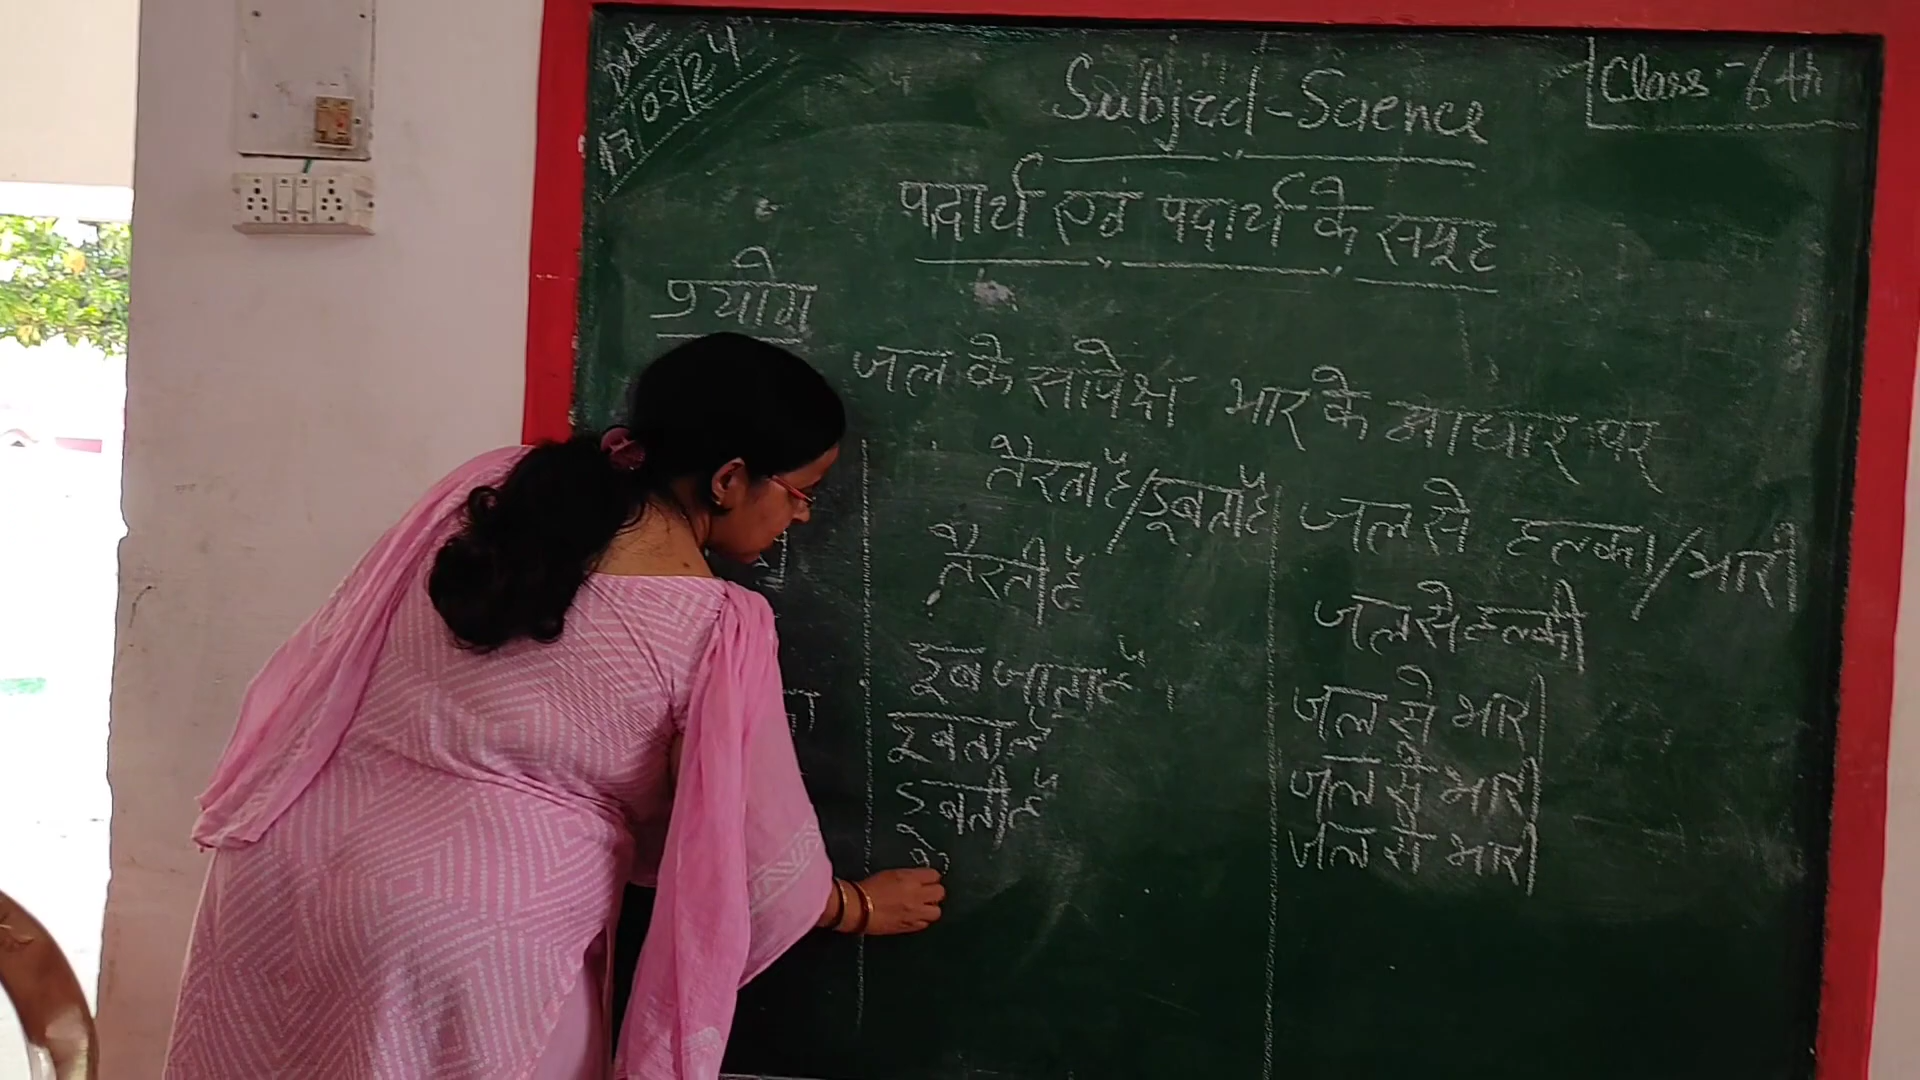 Date
17/05/24
Subject-Science
Class-6th
पदार्थ एवं पदार्थ के समूह
प्रयोग
जल के सापेक्ष भार के आधार पर
तैरता है/डूबता है जल से हल्का/भारी
तैरती है जल से हल्की
डूब जाता है जल से भारी
डूबता है जल से भारी
डूबती है जल से भारी